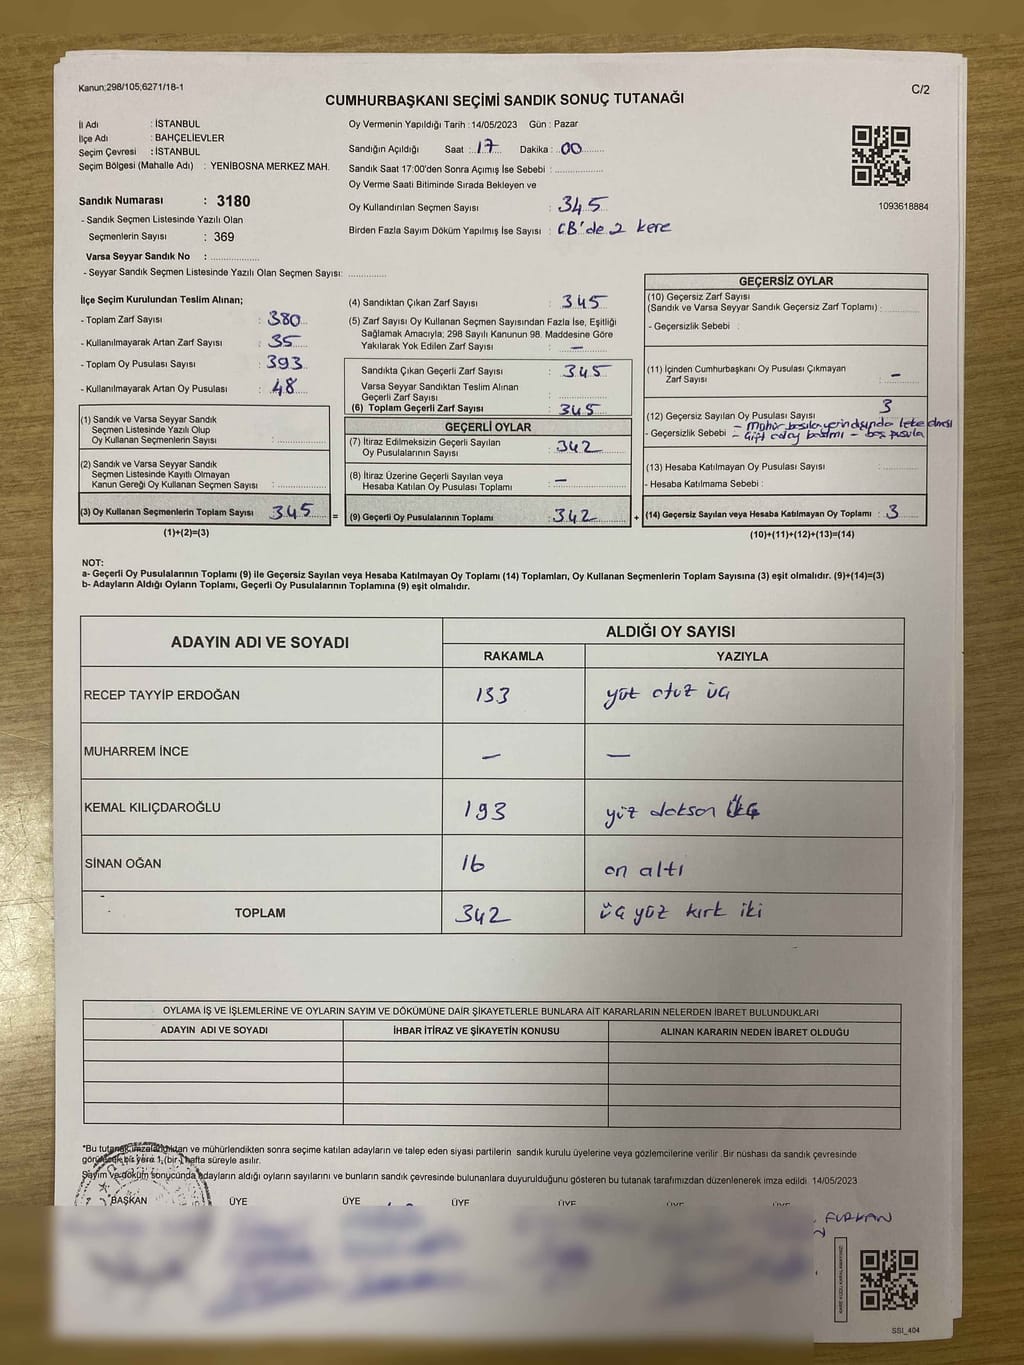 Kanun;298/105;6271/18-1
C/2
CUMHURBAŞKANI SEÇİMİ SANDIK SONUÇ TUTANAĞI
İl Adı : İSTANBUL
İlçe Adı : BAHÇELİEVLER
Seçim Çevresi : İSTANBUL
Seçim Bölgesi (Mahalle Adı) : YENİBOSNA MERKEZ MAH.
Sandık Numarası : 3180
- Sandık Seçmen Listesinde Yazılı Olan
Seçmenlerin Sayısı : 369
Varsa Seyyar Sandık No :
- Seyyar Sandık Seçmen Listesinde Yazılı Olan Seçmen Sayısı:
Oy Vermenin Yapıldığı Tarih : 14/05/2023 Gün : Pazar
Sandığın Açıldığı Saat : 17 Dakika : 00
Sandık Saat 17:00'den Sonra Açımış İse Sebebi :
Oy Verme Saati Bitiminde Sırada Bekleyen ve
Oy Kullandırılan Seçmen Sayısı : 345
Birden Fazla Sayım Döküm Yapılmış İse Sayısı : CB'de 2 kere
1093618884
İlçe Seçim Kurulundan Teslim Alınan;
- Toplam Zarf Sayısı : 380
- Kullanılmayarak Artan Zarf Sayısı : 35
- Toplam Oy Pusulası Sayısı : 393
- Kullanılmayarak Artan Oy Pusulası : 48
(1) Sandık ve Varsa Seyyar Sandık
Seçmen Listesinde Yazılı Olup
Oy Kullanan Seçmenlerin Sayısı :
(2) Sandık ve Varsa Seyyar Sandık
Seçmen Listesinde Kayıtlı Olmayan
Kanun Gereği Oy Kullanan Seçmen Sayısı :
(3) Oy Kullanan Seçmenlerin Toplam Sayısı 345 =
(1)+(2)=(3)
(4) Sandıktan Çıkan Zarf Sayısı : 345
(5) Zarf Sayısı Oy Kullanan Seçmen Sayısından Fazla İse, Eşitliği
Sağlamak Amacıyla; 298 Sayılı Kanunun 98. Maddesine Göre
Yakılarak Yok Edilen Zarf Sayısı : —
Sandıkta Çıkan Geçerli Zarf Sayısı : 345
Varsa Seyyar Sandıktan Teslim Alınan
Geçerli Zarf Sayısı :
(6) Toplam Geçerli Zarf Sayısı : 345
GEÇERLİ OYLAR
(7) İtiraz Edilmeksizin Geçerli Sayılan
Oy Pusulalarının Sayısı : 342
(8) İtiraz Üzerine Geçerli Sayılan veya
Hesaba Katılan Oy Pusulası Toplamı : —
(9) Geçerli Oy Pusulalarının Toplamı : 342 +
GEÇERSİZ OYLAR
(10) Geçersiz Zarf Sayısı
(Sandık ve Varsa Seyyar Sandık Geçersiz Zarf Toplamı) :
- Geçersizlik Sebebi :
(11) İçinden Cumhurbaşkanı Oy Pusulası Çıkmayan
Zarf Sayısı : —
(12) Geçersiz Sayılan Oy Pusulası Sayısı : 3
- Mühür basıla yerin dışında leke olması
- Geçersizlik Sebebi : - Çift aday basımı - boş pusula
(13) Hesaba Katılmayan Oy Pusulası Sayısı :
- Hesaba Katılmama Sebebi :
(14) Geçersiz Sayılan veya Hesaba Katılmayan Oy Toplamı : 3
(10)+(11)+(12)+(13)=(14)
NOT:
a- Geçerli Oy Pusulalarının Toplamı (9) ile Geçersiz Sayılan veya Hesaba Katılmayan Oy Toplamı (14) Toplamları, Oy Kullanan Seçmenlerin Toplam Sayısına (3) eşit olmalıdır. (9)+(14)=(3)
b- Adayların Aldığı Oyların Toplamı, Geçerli Oy Pusulalarının Toplamına (9) eşit olmalıdır.
ADAYIN ADI VE SOYADI
ALDIĞI OY SAYISI
RAKAMLA YAZIYLA
RECEP TAYYİP ERDOĞAN 133 yüz otuz üç
MUHARREM İNCE — —
KEMAL KILIÇDAROĞLU 193 yüz doksan üç
SİNAN OĞAN 16 on altı
TOPLAM 342 üç yüz kırk iki
OYLAMA İŞ VE İŞLEMLERİNE VE OYLARIN SAYIM VE DÖKÜMÜNE DAİR ŞİKAYETLERLE BUNLARA AİT KARARLARIN NELERDEN İBARET BULUNDUKLARI
ADAYIN ADI VE SOYADI İHBAR İTİRAZ VE ŞİKAYETİN KONUSU ALINAN KARARIN NEDEN İBARET OLDUĞU
*Bu tutanak imzalandıktan ve mühürlendikten sonra seçime katılan adayların ve talep eden siyasi partilerin sandık kurulu üyelerine veya gözlemcilerine verilir .Bir nüshası da sandık çevresinde
görülecek bir yere 1 (bir) hafta süreyle asılır.
Sayım ve döküm sonucunda adayların aldığı oyların sayılarını ve bunların sandık çevresinde bulunanlara duyurulduğunu gösteren bu tutanak tarafımızdan düzenlenerek imza edildi. 14/05/2023
BAŞKAN ÜYE ÜYE ÜYE ÜYE ÜYE ÜYE
FURKAN
SSI_404